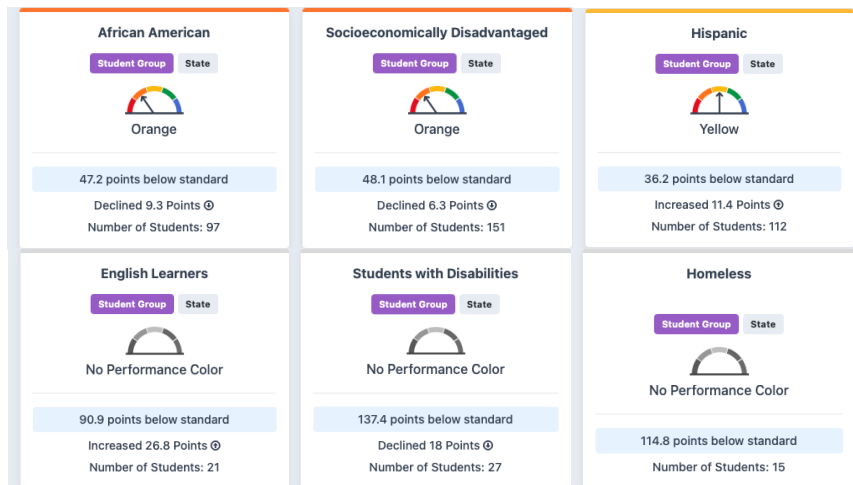 African American
Student Group State
Orange
47.2 points below standard
Declined 9.3 Points
Number of Students: 97
Socioeconomically Disadvantaged
Student Group State
Orange
48.1 points below standard
Declined 6.3 Points
Number of Students: 151
Hispanic
Student Group State
Yellow
36.2 points below standard
Increased 11.4 Points
Number of Students: 112
English Learners
Student Group State
No Performance Color
90.9 points below standard
Increased 26.8 Points
Number of Students: 21
Students with Disabilities
Student Group State
No Performance Color
137.4 points below standard
Declined 18 Points
Number of Students: 27
Homeless
Student Group State
No Performance Color
114.8 points below standard
Number of Students: 15